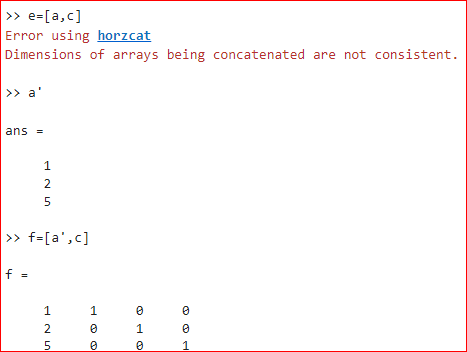 >> e=[a,c]
Error using horzcat
Dimensions of arrays being concatenated are not consistent.
>> a'
ans =
1
2
5
>> f=[a',c]
f =
1 1 0 0
2 0 1 0
5 0 0 1